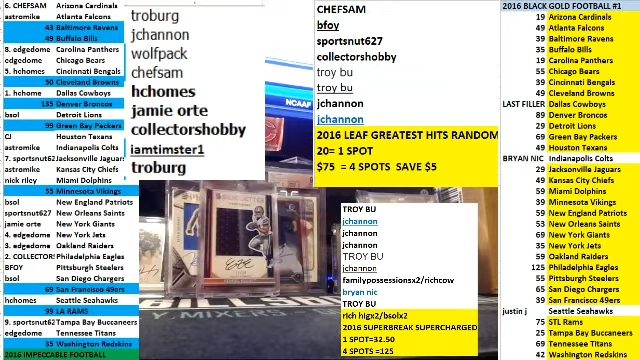 6. CHEFSAM Arizona Cardinals
astromike Atlanta Falcons
43 Baltimore Ravens
49 Buffalo Bills
8. edgedome Carolina Panthers
edgedome Chicago Bears
5. hchomes Cincinnati Bengals
50 Cleveland Browns
1. hchome Dallas Cowboys
135 Denver Broncos
bsol Detroit Lions
99 Green Bay Packers
CJ Houston Texans
astromike Indianapolis Colts
7. sportsnut62 Jacksonville Jaguars
astromike Kansas City Chiefs
nick riley Miami Dolphins
55 Minnesota Vikings
bsol New England Patriots
sportsnut627 New Orleans Saints
jamie orte New York Giants
4. edgedome New York Jets
3. edgedome Oakland Raiders
2. COLLECTOR Philadelphia Eagles
BFOY Pittsburgh Steelers
bsol San Diego Chargers
69 San Francisco 49ers
hchomes Seattle Seahawks
99 LA RAMS
9. sportsnut62 Tampa Bay Buccaneers
edgedome Tennessee Titans
35 Washington Redskins
2016 IMPECCABLE FOOTBALL
troburg
jchannon
wolfpack
chefsam
hchomes
jamie orte
collectorshobby
iamtimster1
troburg
NCAA
SILHOUETTES
CHEFSAM
bfoy
sportsnut627
collectorshobby
troy bu
troy bu
jchannon
jchannon
2016 LEAF GREATEST HITS RANDOM
20= 1 SPOT
$75 = 4 SPOTS SAVE $5
TROY BU
jchannon
jchannon
jchannon
TROY BU
jchannon
familypossessionsx2/richcow
bryan nic
TROY BU
rich higx2/bsolx2
2016 SUPERBREAK SUPERCHARGED
1 SPOT=32.50
4 SPOTS =125
2016 BLACK GOLD FOOTBALL #1
19 Arizona Cardinals
49 Atlanta Falcons
39 Baltimore Ravens
35 Buffalo Bills
19 Carolina Panthers
55 Chicago Bears
39 Cincinnati Bengals
49 Cleveland Browns
LAST FILLER Dallas Cowboys
89 Denver Broncos
29 Detroit Lions
69 Green Bay Packers
49 Houston Texans
BRYAN NIC Indianapolis Colts
29 Jacksonville Jaguars
49 Kansas City Chiefs
59 Miami Dolphins
39 Minnesota Vikings
59 New England Patriots
53 New Orleans Saints
69 New York Giants
35 New York Jets
59 Oakland Raiders
125 Philadelphia Eagles
35 Pittsburgh Steelers
65 San Diego Chargers
39 San Francisco 49ers
justin j Seattle Seahawks
75 STL Rams
25 Tampa Bay Buccaneers
69 Tennessee Titans
42 Washington Redskins